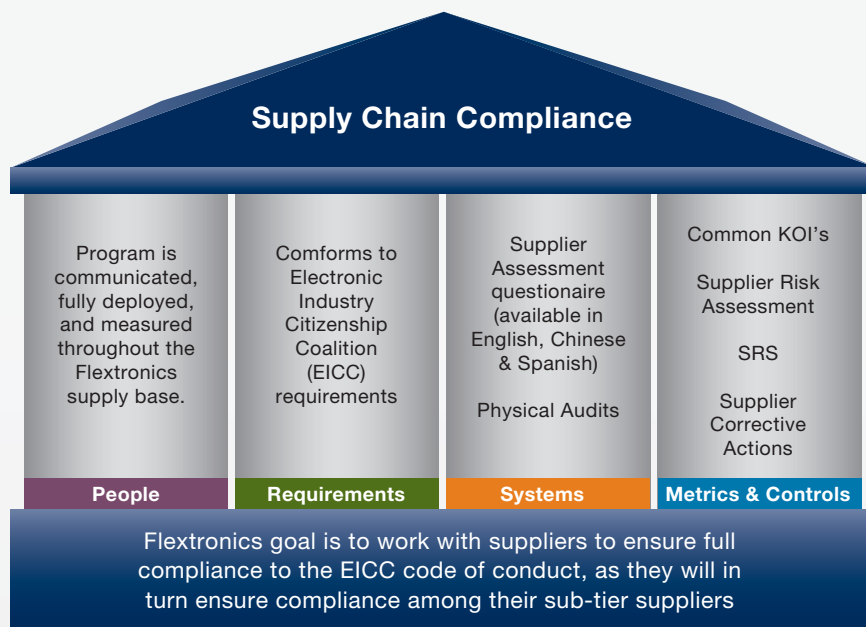 Supply Chain Compliance
Program is
communicated,
fully deployed,
and measured
throughout the
Flextronics
supply base.
People
Comforms to
Electronic
Industry
Citizenship
Coalition
(EICC)
requirements
Requirements
Supplier
Assessment
questionaire
(available in
English, Chinese
& Spanish)
Physical Audits
Systems
Common KOI's
Supplier Risk
Assessment
SRS
Supplier
Corrective
Actions
Metrics & Controls
Flextronics goal is to work with suppliers to ensure full
compliance to the EICC code of conduct, as they will in
turn ensure compliance among their sub-tier suppliers